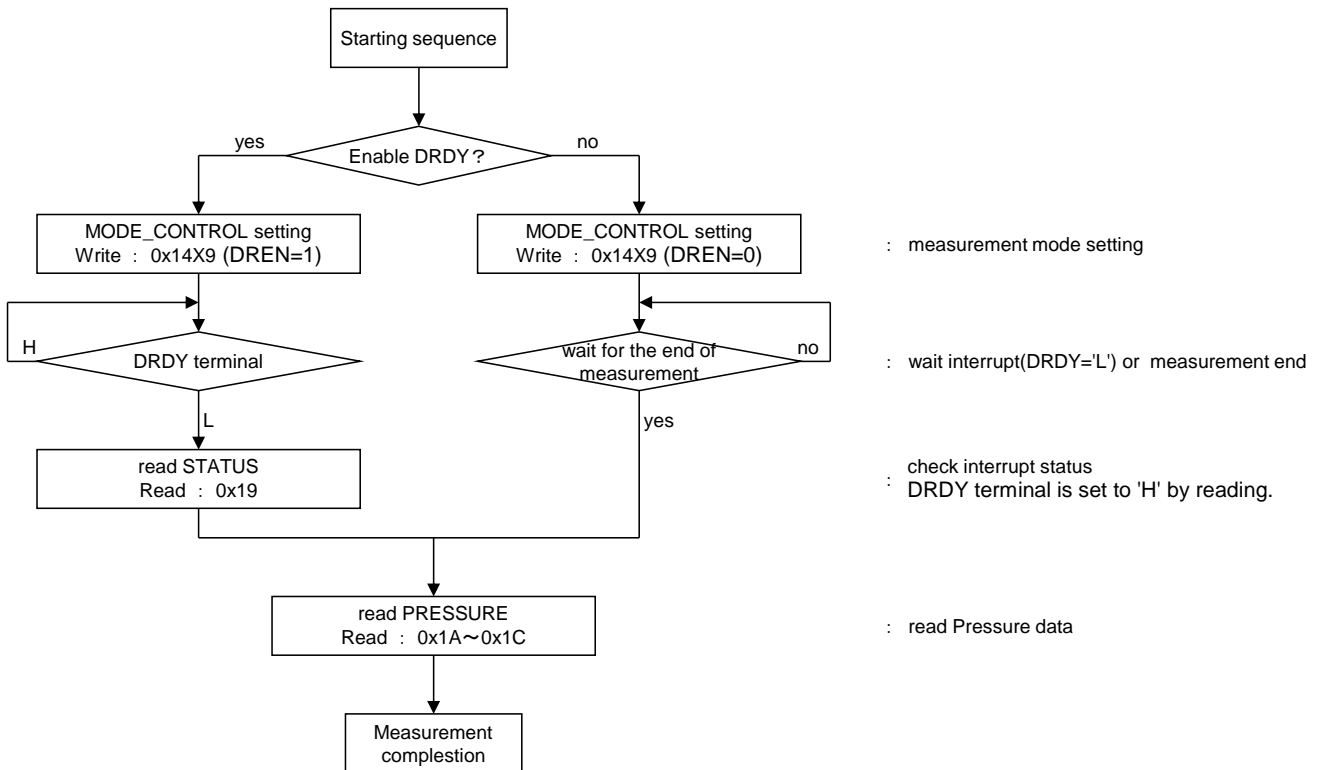 Starting sequence
Enable DRDY？
yes
no
MODE_CONTROL setting
Write ： 0x14X9 (DREN=1)
MODE_CONTROL setting
Write ： 0x14X9 (DREN=0)
： measurement mode setting
H
DRDY terminal
wait for the end of
measurement
no
： wait interrupt(DRDY='L') or measurement end
L
yes
read STATUS
Read ： 0x19
： check interrupt status
DRDY terminal is set to 'H' by reading.
read PRESSURE
Read ： 0x1A～0x1C
： read Pressure data
Measurement
complestion